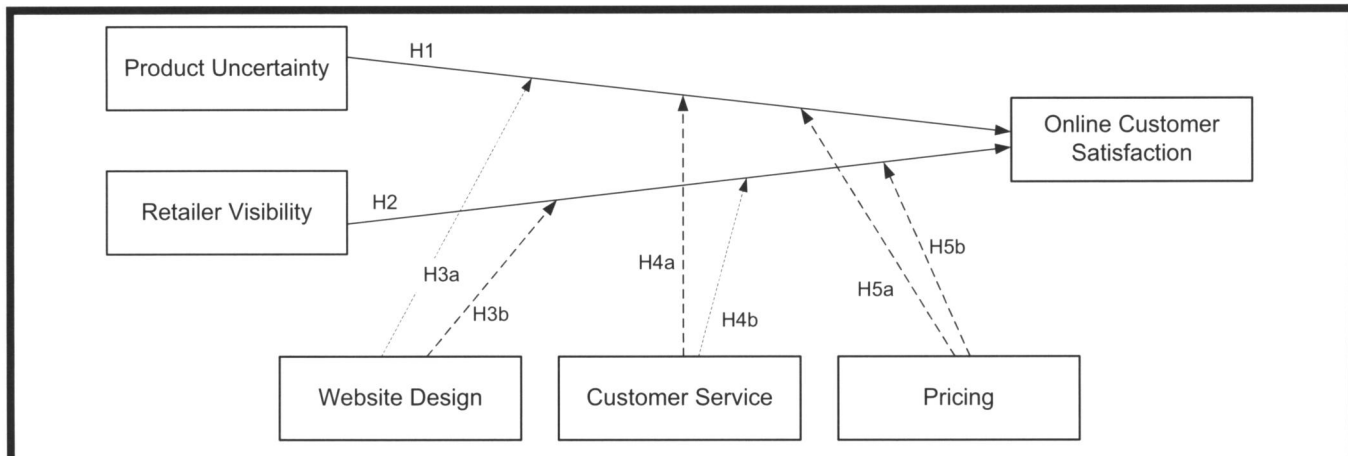 Product Uncertainty
H1
Online Customer
Satisfaction
Retailer Visibility
H2
H3a
H3b
H4a
H4b
H5a
H5b
Website Design
Customer Service
Pricing